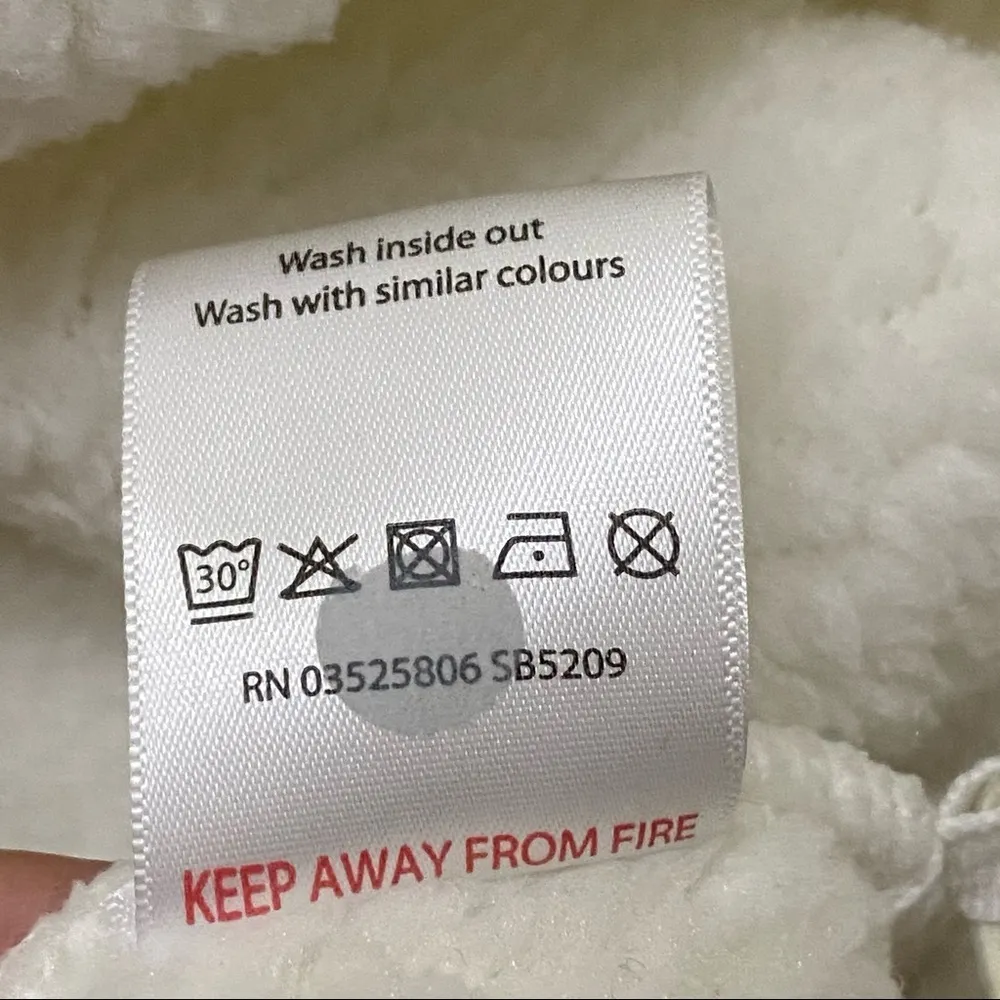 Wash inside out
Wash with similar colours
30°
RN 03525806 SB5209
KEEP AWAY FROM FIRE